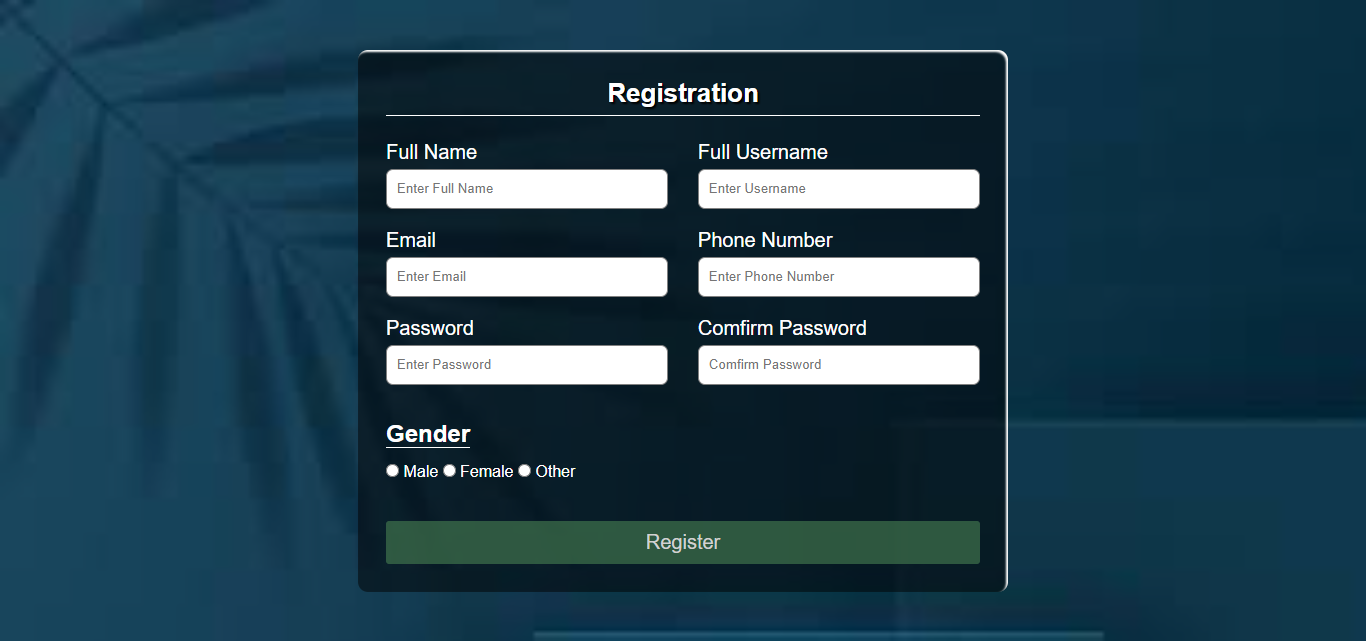 Registration
Full Name
Full Username
Enter Full Name
Enter Username
Email
Phone Number
Enter Email
Enter Phone Number
Password
Comfirm Password
Enter Password
Comfirm Password
Gender
Male Female Other
Register